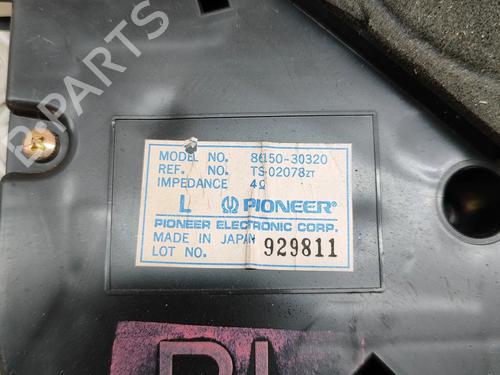 B-PARTS
MODEL NO. 86150-30320
REF. NO. TS-02078ZT
IMPEDANCE 4Ω
L PIONEER
PIONEER ELECTRONIC CORP.
MADE IN JAPAN
LOT NO. 929811